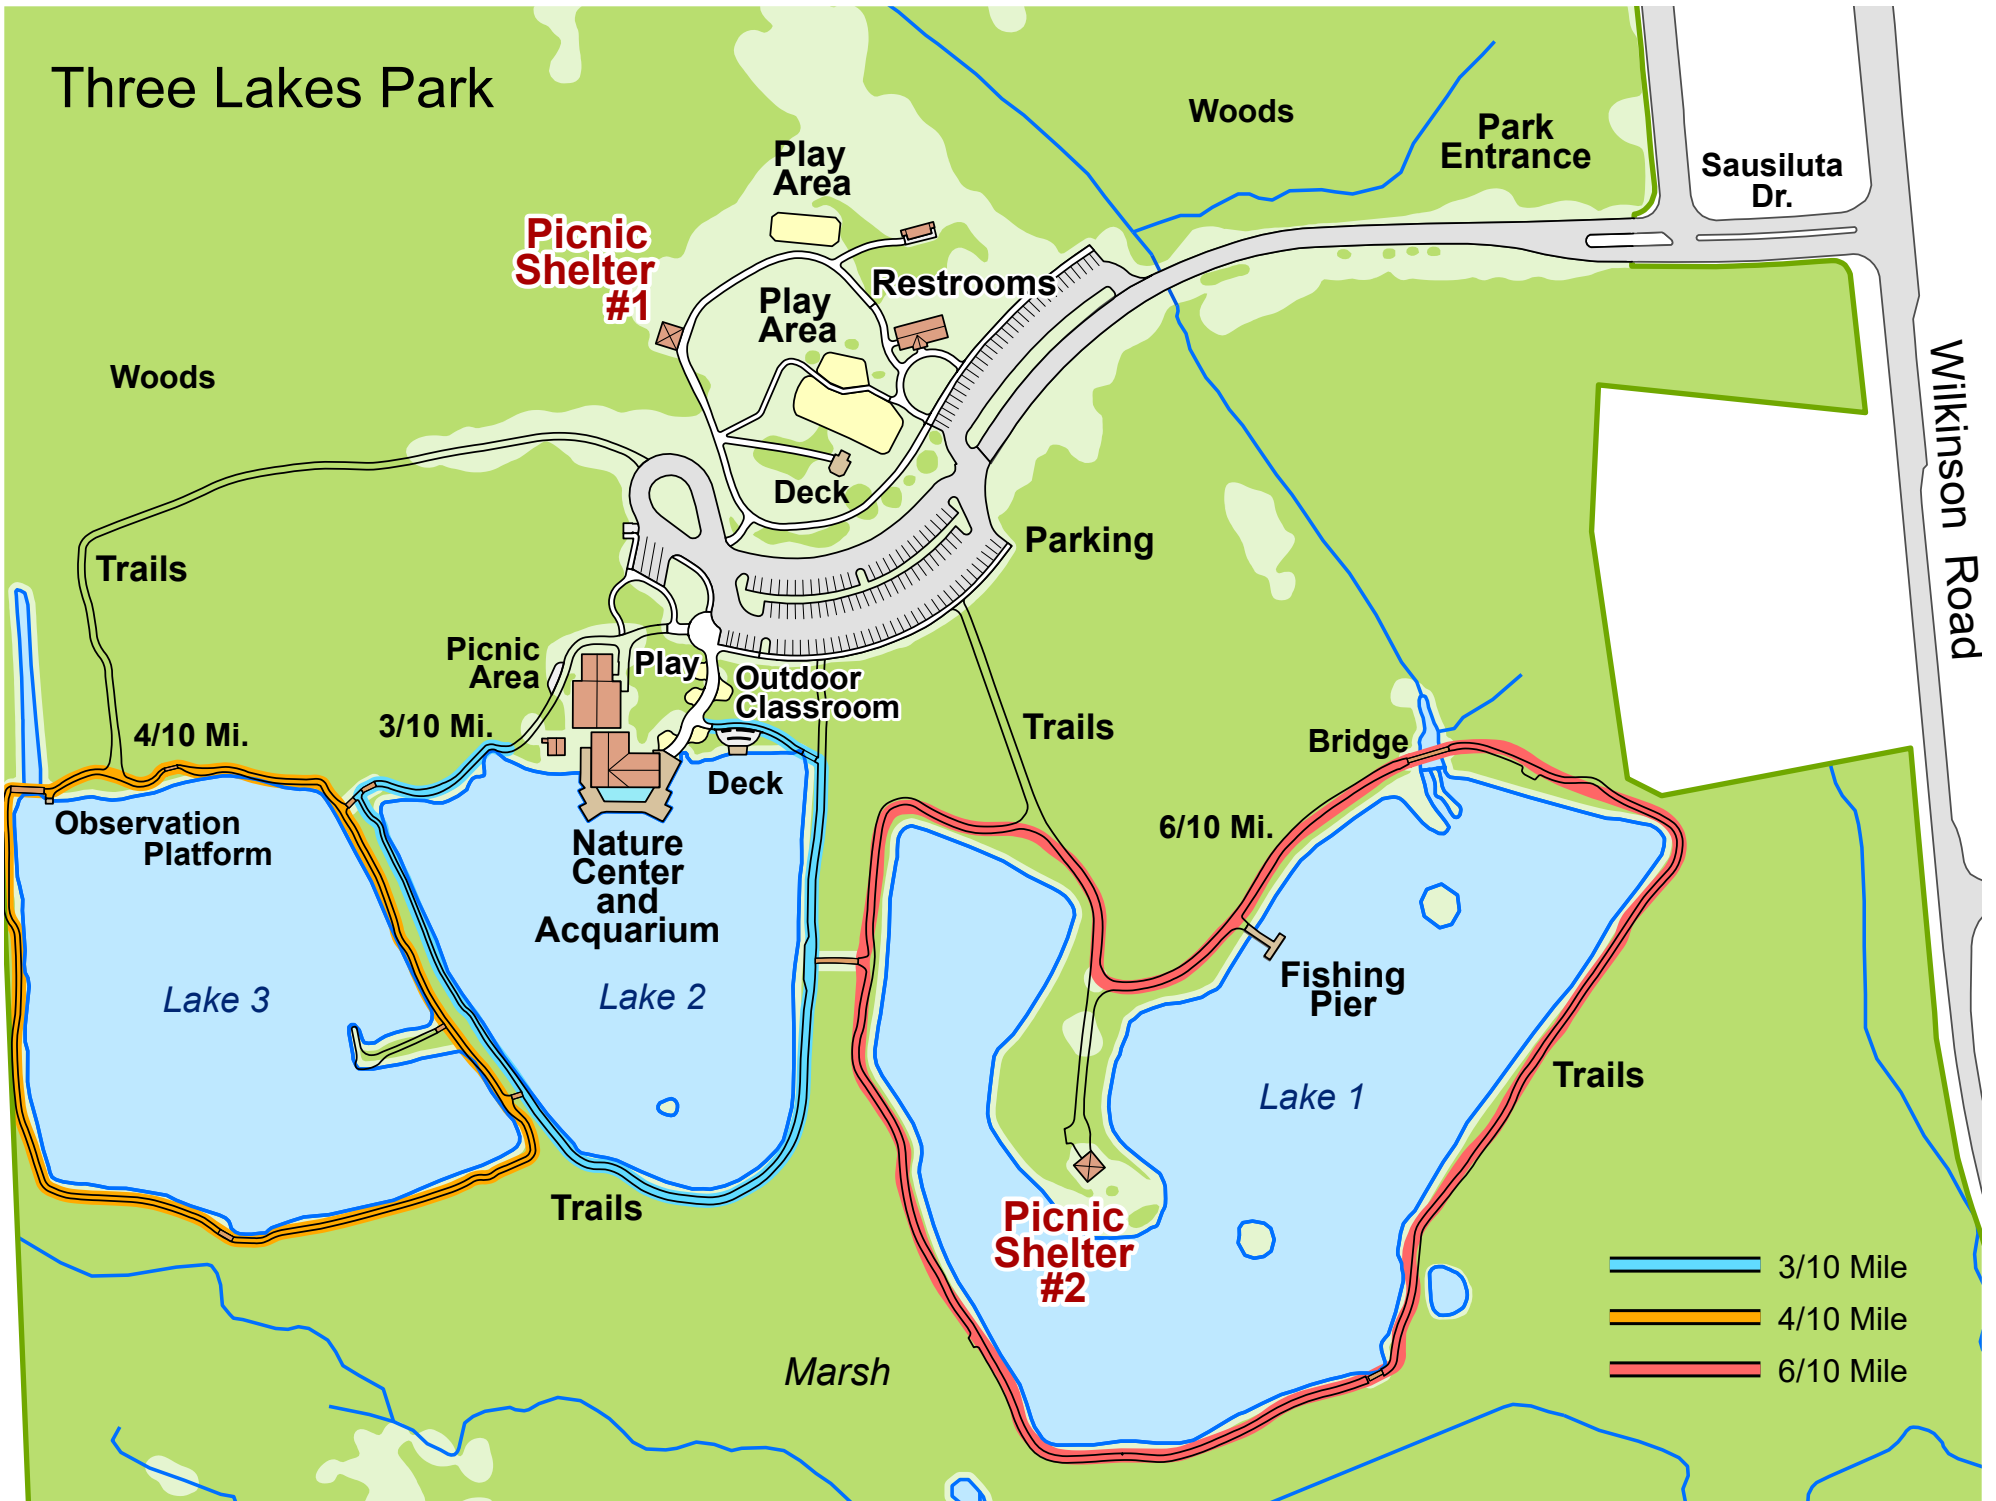 Three Lakes Park
Woods
Park
Entrance
Sausiluta
Dr.
Play
Area
Picnic
Shelter
#1
Restrooms
Play
Area
Woods
Wilkinson Road
Deck
Parking
Trails
Picnic
Area
Play
Outdoor
Classroom
4/10 Mi.
3/10 Mi.
Trails
Bridge
Deck
Observation
Platform
6/10 Mi.
Nature
Center
and
Acquarium
Fishing
Pier
Lake 3
Lake 2
Lake 1
Trails
Trails
Picnic
Shelter
#2
3/10 Mile
4/10 Mile
6/10 Mile
Marsh